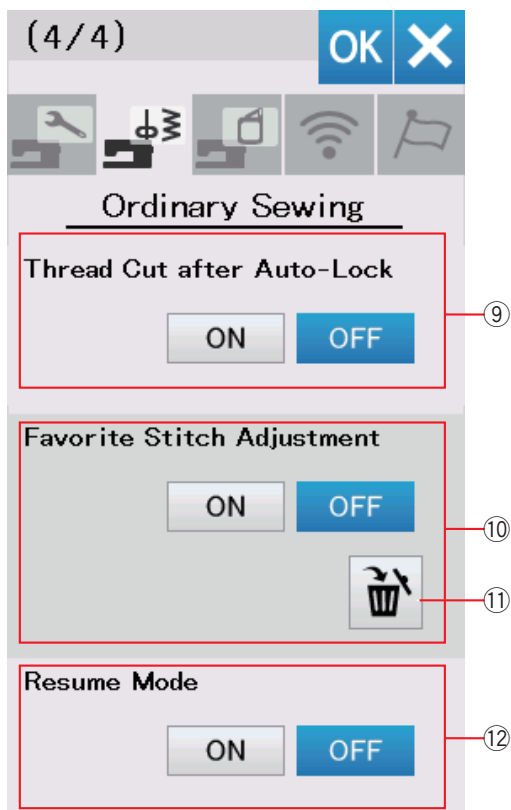 (4/4)
OK
Ordinary Sewing
Thread Cut after Auto-Lock
ON OFF
⑨
Favorite Stitch Adjustment
ON OFF
⑩
⑪
Resume Mode
ON OFF
⑫